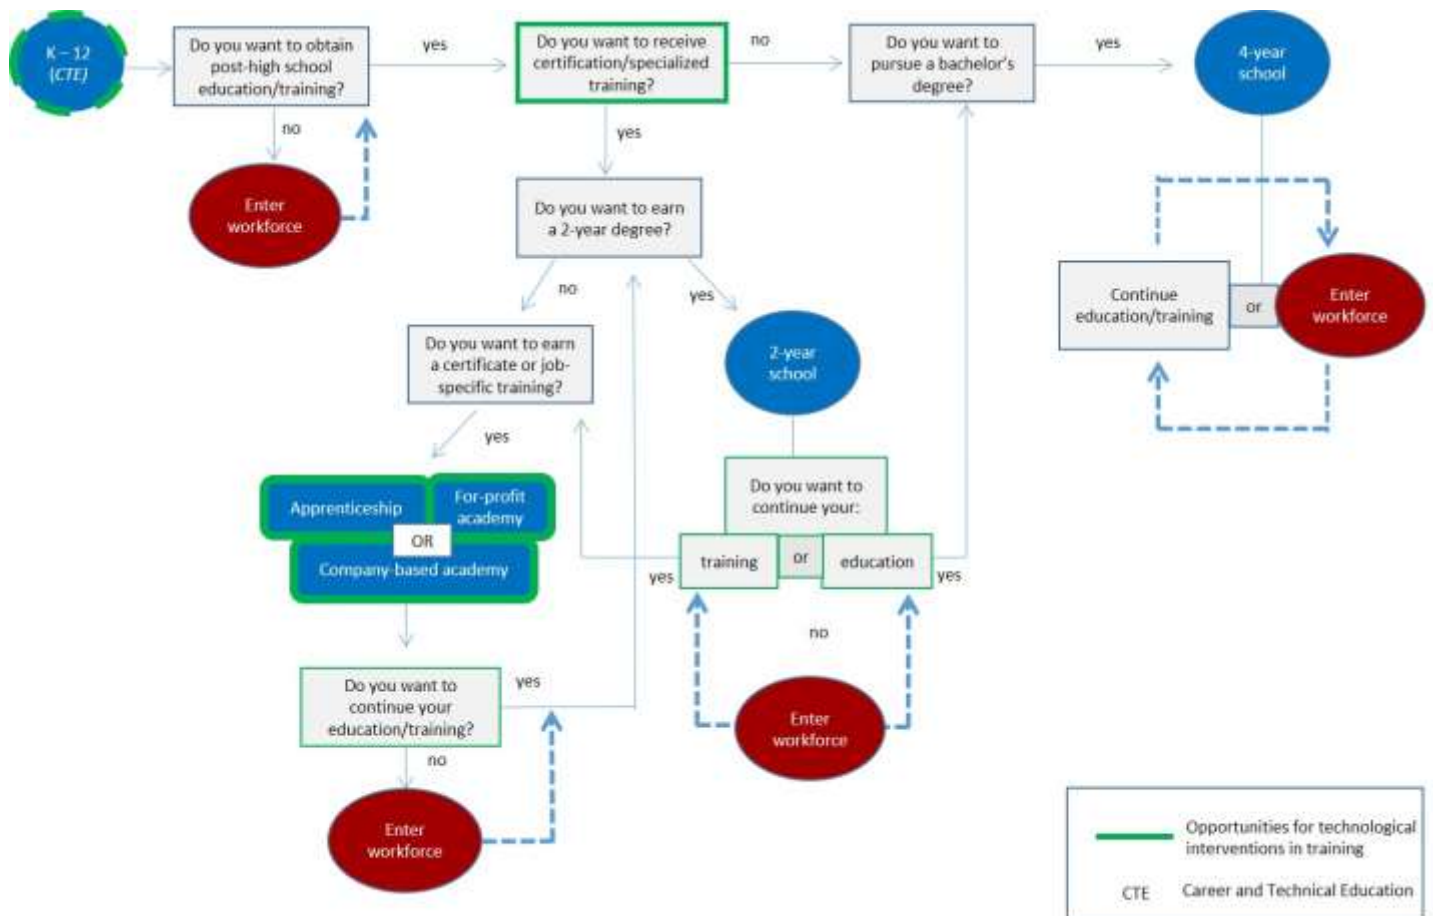 K – 12
(CTE)
Do you want to obtain
post-high school
education/training?
yes
Do you want to receive
certification/specialized
training?
no
Do you want to
pursue a bachelor's
degree?
yes
4-year
school
no
Enter
workforce
yes
Do you want to earn
a 2-year degree?
no
yes
Continue
education/training
or
Enter
workforce
Do you want to earn
a certificate or job-
specific training?
2-year
school
yes
Apprenticeship
For-profit
academy
OR
Company-based academy
Do you want to
continue your:
training
or
education
yes
yes
no
Do you want to
continue your
education/training?
yes
no
Enter
workforce
Enter
workforce
Opportunities for technological
interventions in training
CTE Career and Technical Education